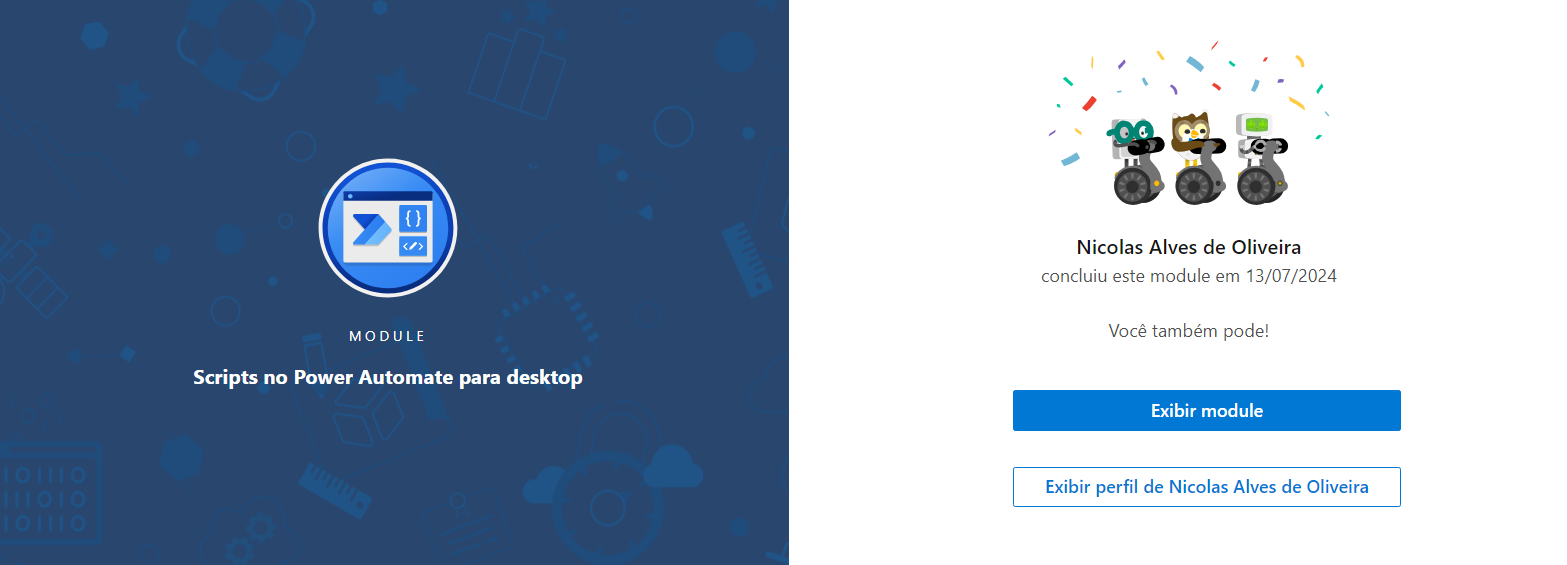 MODULE
Scripts no Power Automate para desktop
Nicolas Alves de Oliveira
concluiu este module em 13/07/2024
Você também pode!
Exibir module
Exibir perfil de Nicolas Alves de Oliveira